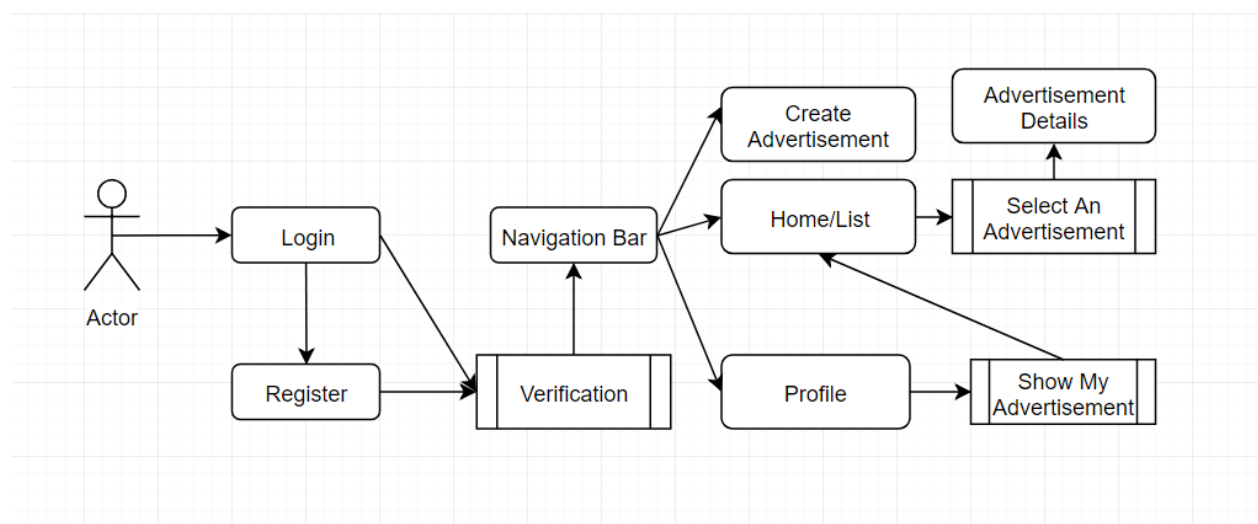 Actor
Login
Register
Verification
Navigation Bar
Create
Advertisement
Home/List
Profile
Advertisement
Details
Select An
Advertisement
Show My
Advertisement